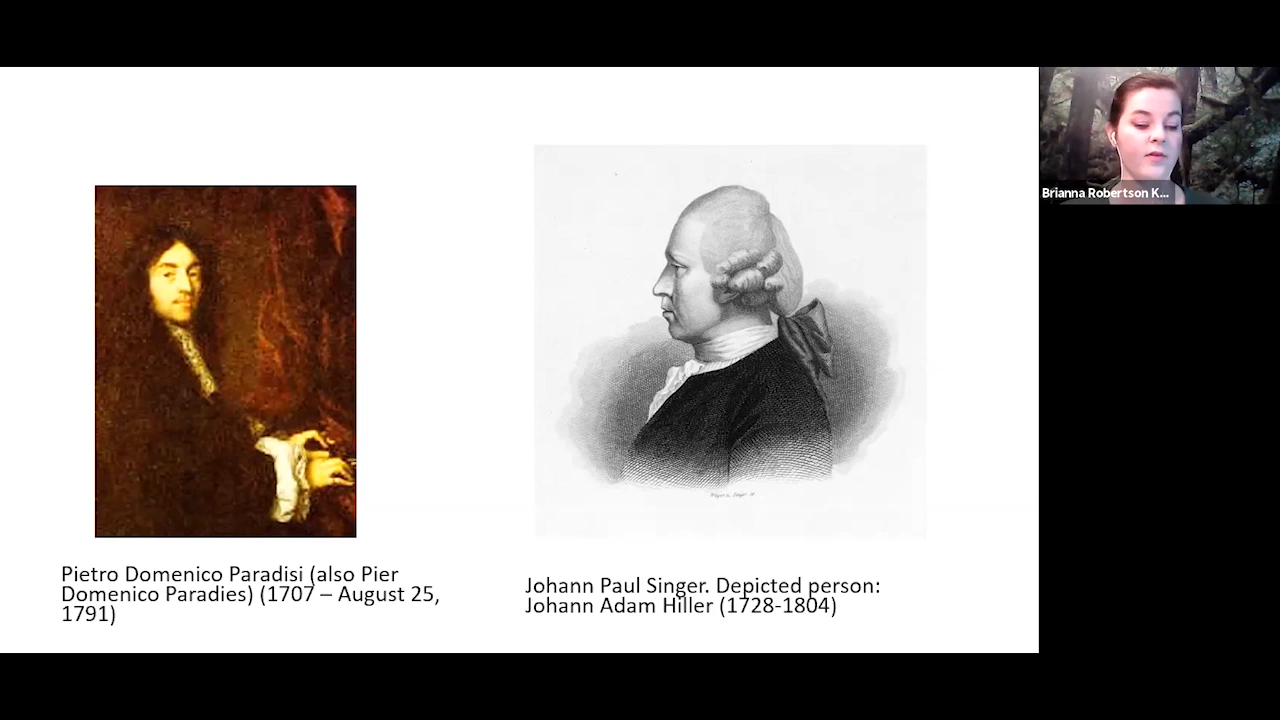 Brianna Robertson K...
Pietro Domenico Paradisi (also Pier
Domenico Paradies) (1707 – August 25,
1791)
Johann Paul Singer. Depicted person:
Johann Adam Hiller (1728-1804)